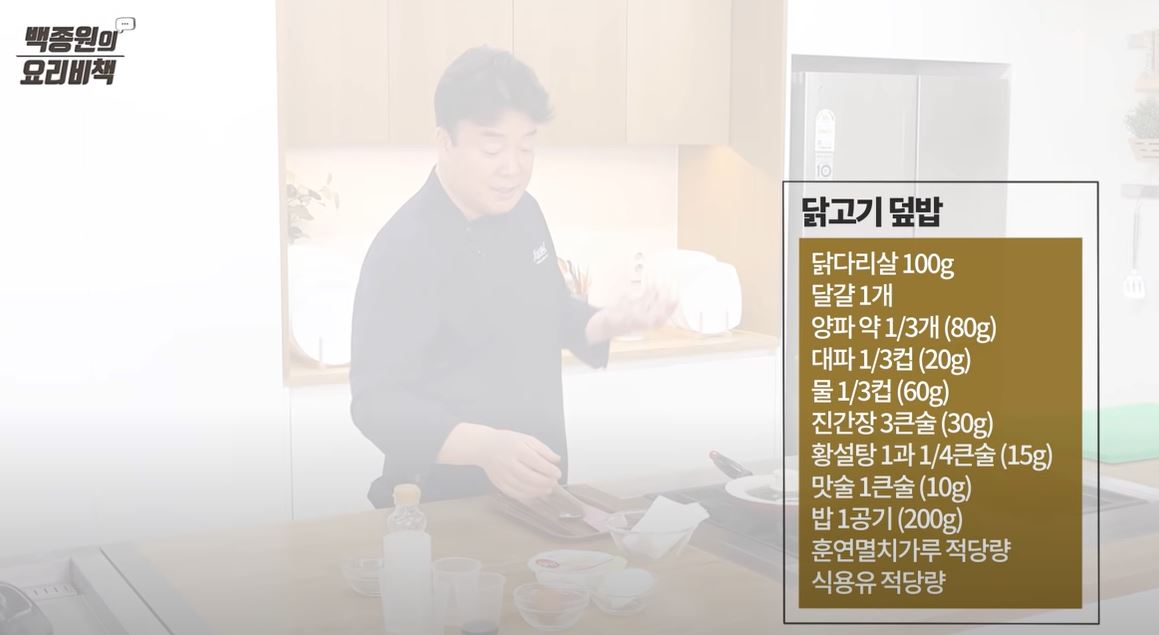 백종원의
요리비책
닭고기 덮밥
닭다리살 100g
달걀 1개
양파 약 1/3개 (80g)
대파 1/3컵 (20g)
물 1/3컵 (60g)
진간장 3큰술 (30g)
황설탕 1과 1/4큰술 (15g)
맛술 1큰술 (10g)
밥 1공기 (200g)
훈연멸치가루 적당량
식용유 적당량